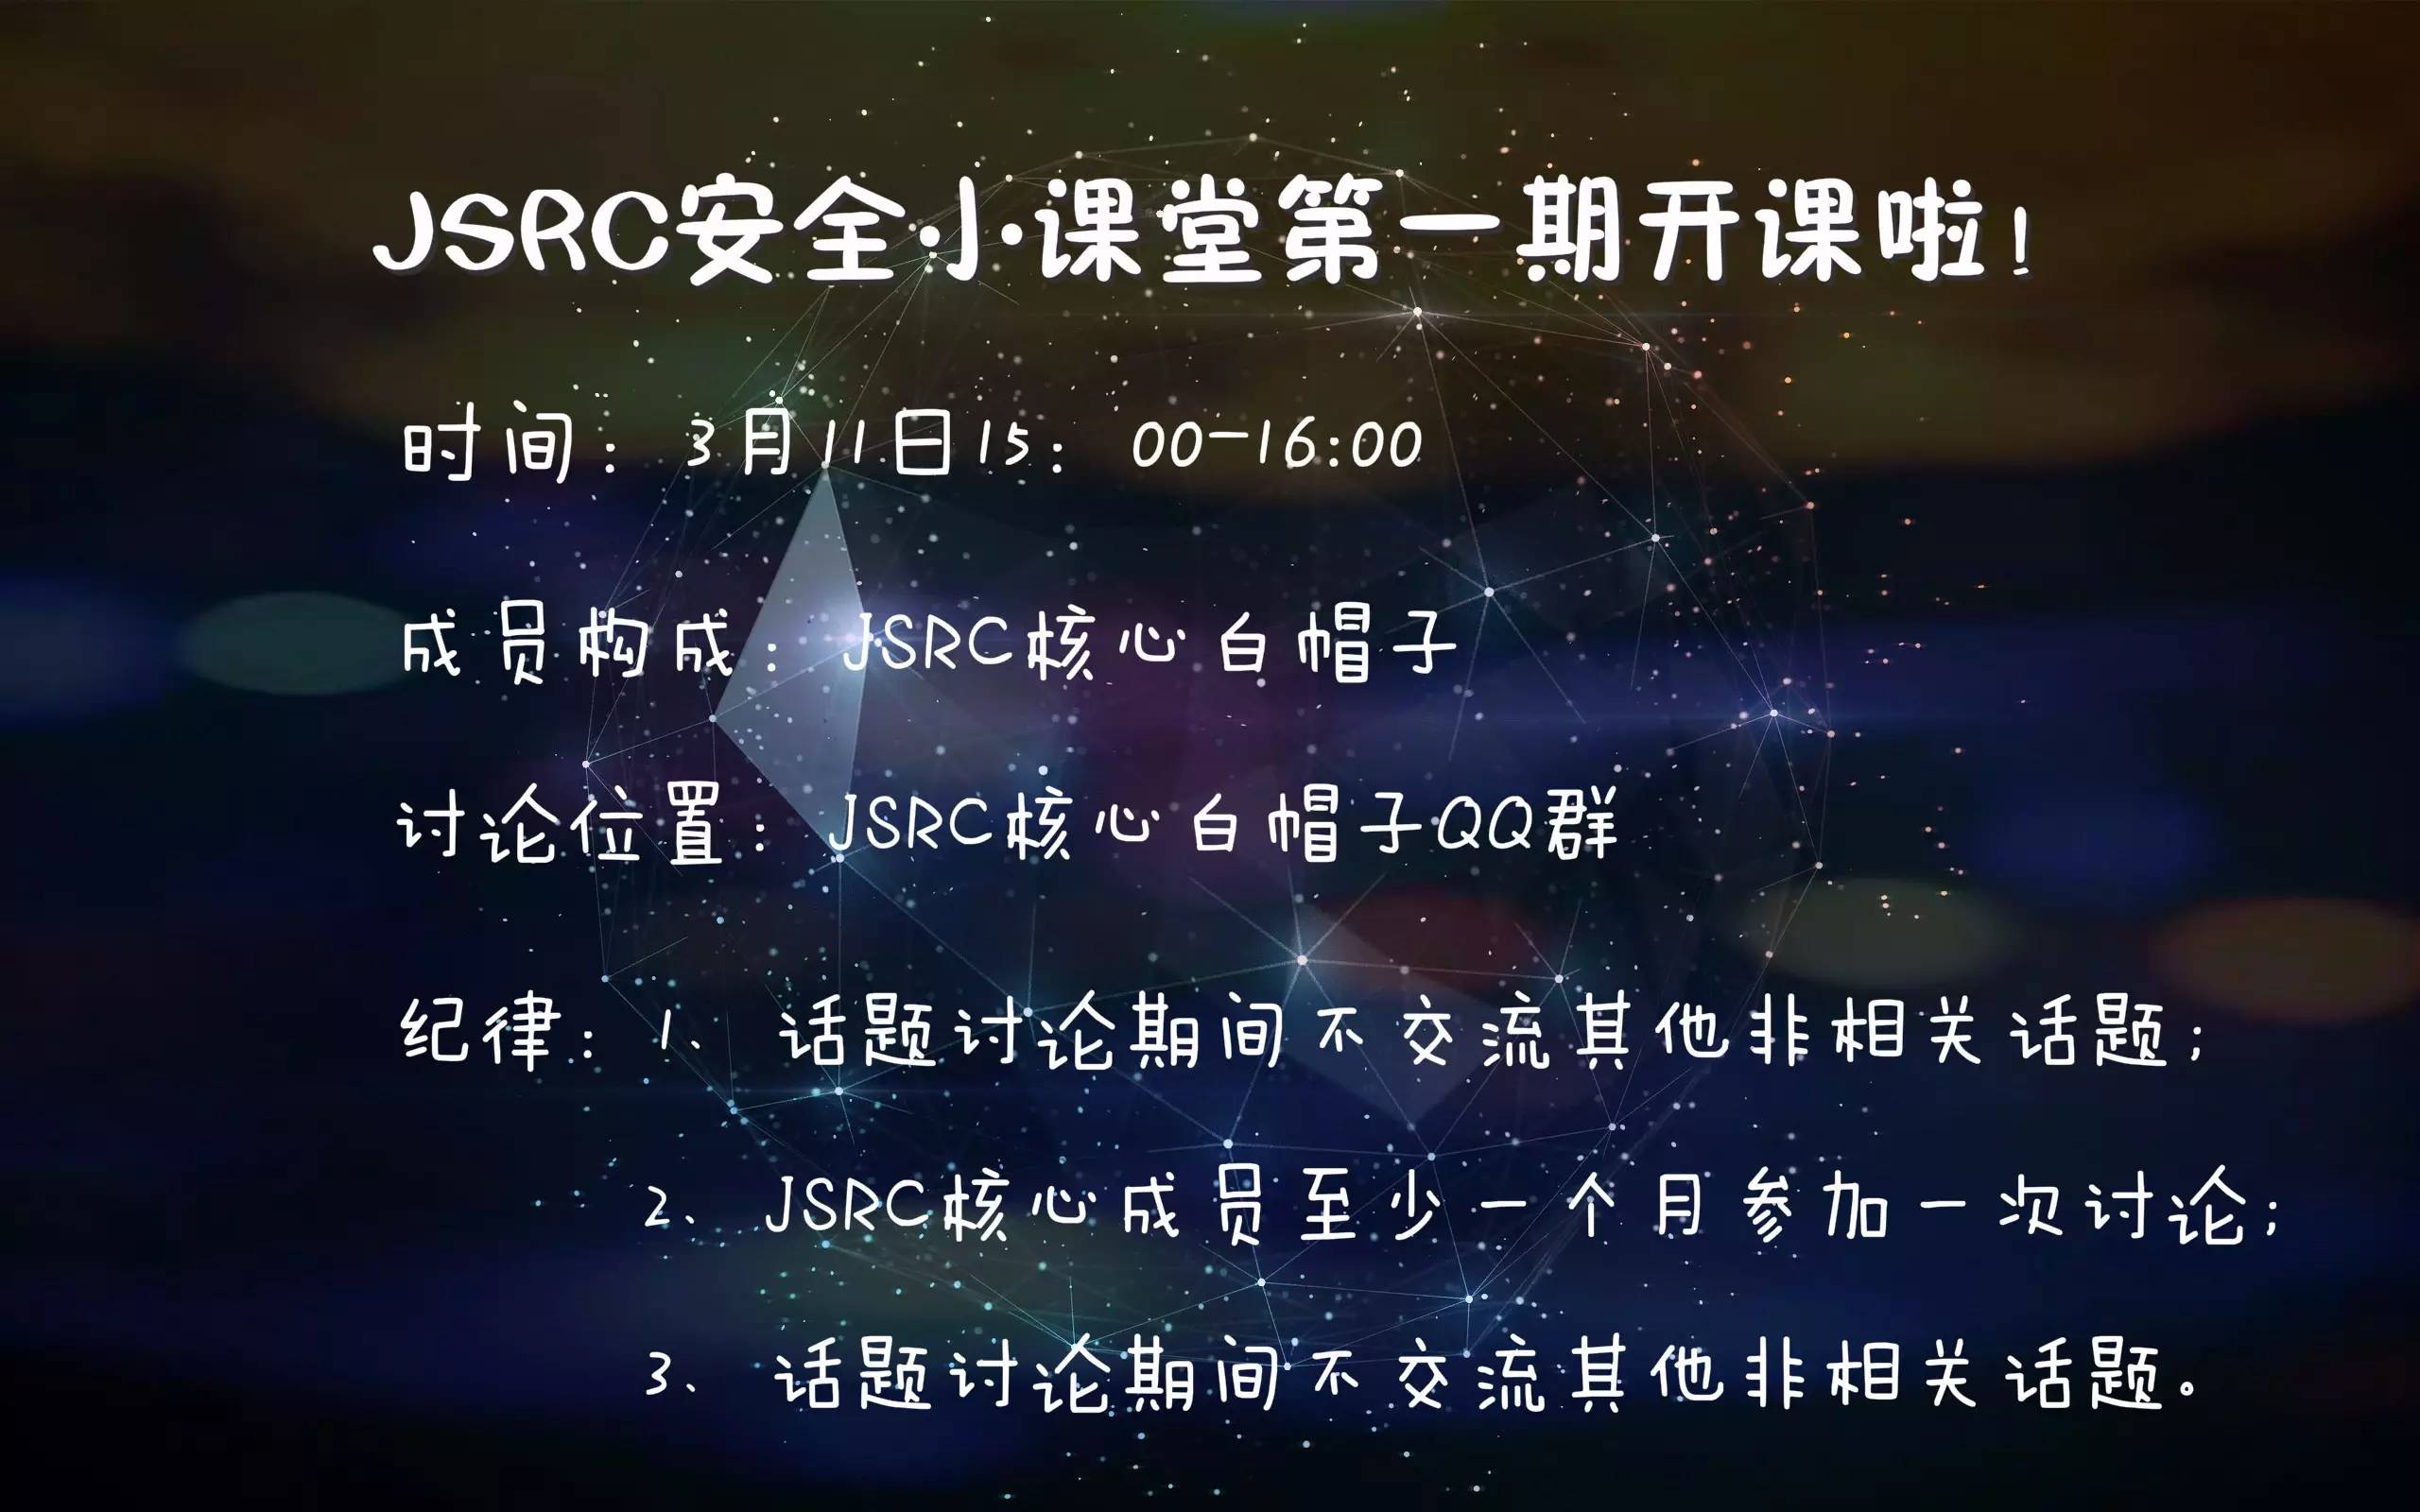 JSRC安全小课堂第一期开课啦！
时间：3月11日15：00-16:00
成员构成：JSRC核心白帽子
讨论位置：JSRC核心白帽子QQ群
纪律：1、话题讨论期间不交流其他非相关话题；
2、JSRC核心成员至少一个月参加一次讨论；
3、话题讨论期间不交流其他非相关话题。